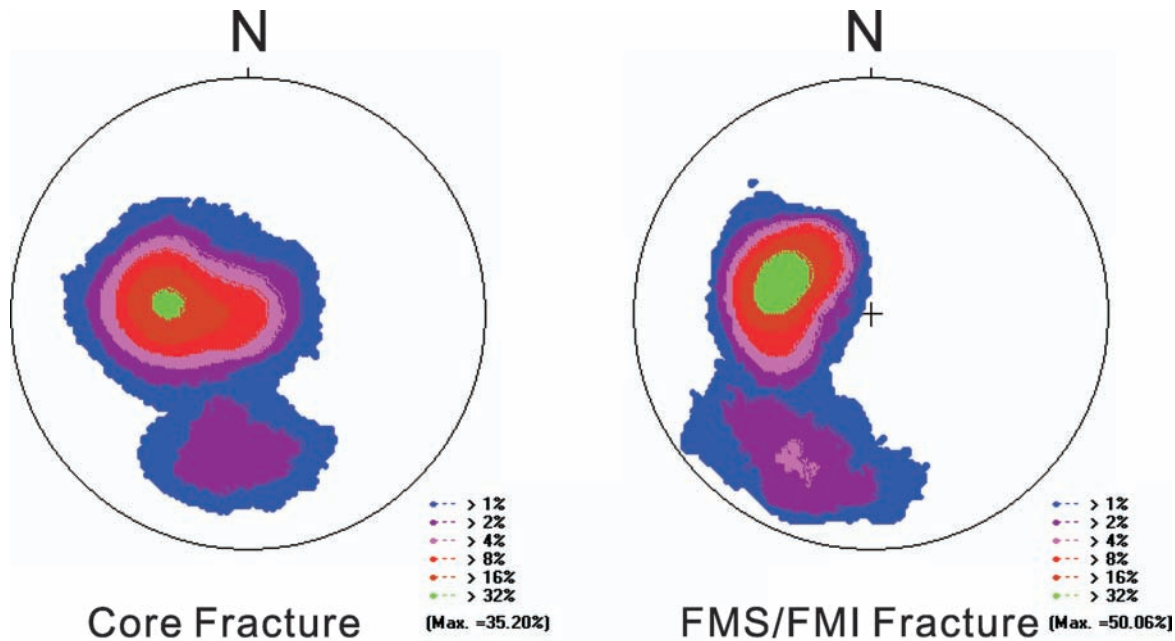 N
N
> 1%
> 2%
> 4%
> 8%
> 16%
> 32%
(Max. =35.20%)
Core Fracture
> 1%
> 2%
> 4%
> 8%
> 16%
> 32%
(Max. =50.06%)
FMS/FMI Fracture